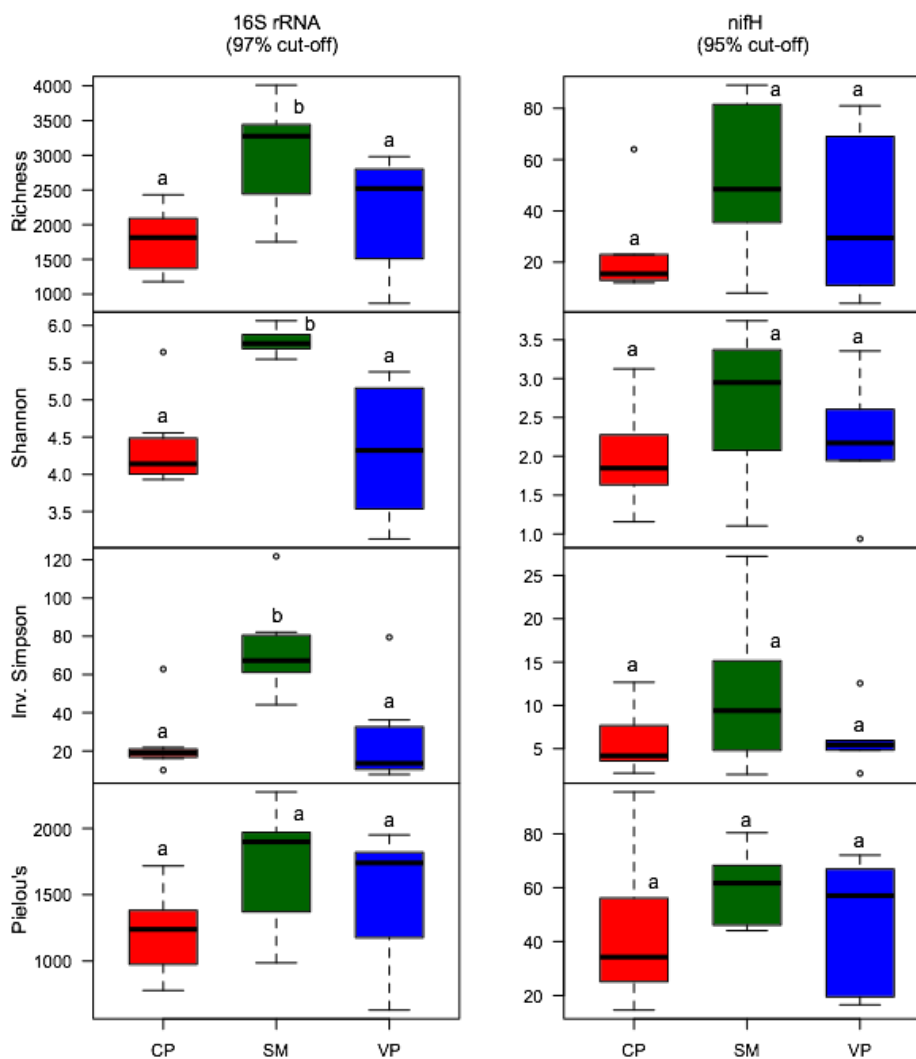 16S rRNA
(97% cut-off)
nifH
(95% cut-off)
Richness
4000
3500
3000
2500
2000
1500
1000
a
b
a
80
60
40
20
a
a
a
Shannon
6.0
5.5
5.0
4.5
4.0
3.5
a
b
a
3.5
3.0
2.5
2.0
1.5
1.0
a
a
a
Inv. Simpson
120
100
80
60
40
20
a
b
a
25
20
15
10
5
a
a
a
Pielou's
2000
1500
1000
a
a
a
80
60
40
20
a
a
a
CP SM VP
CP SM VP